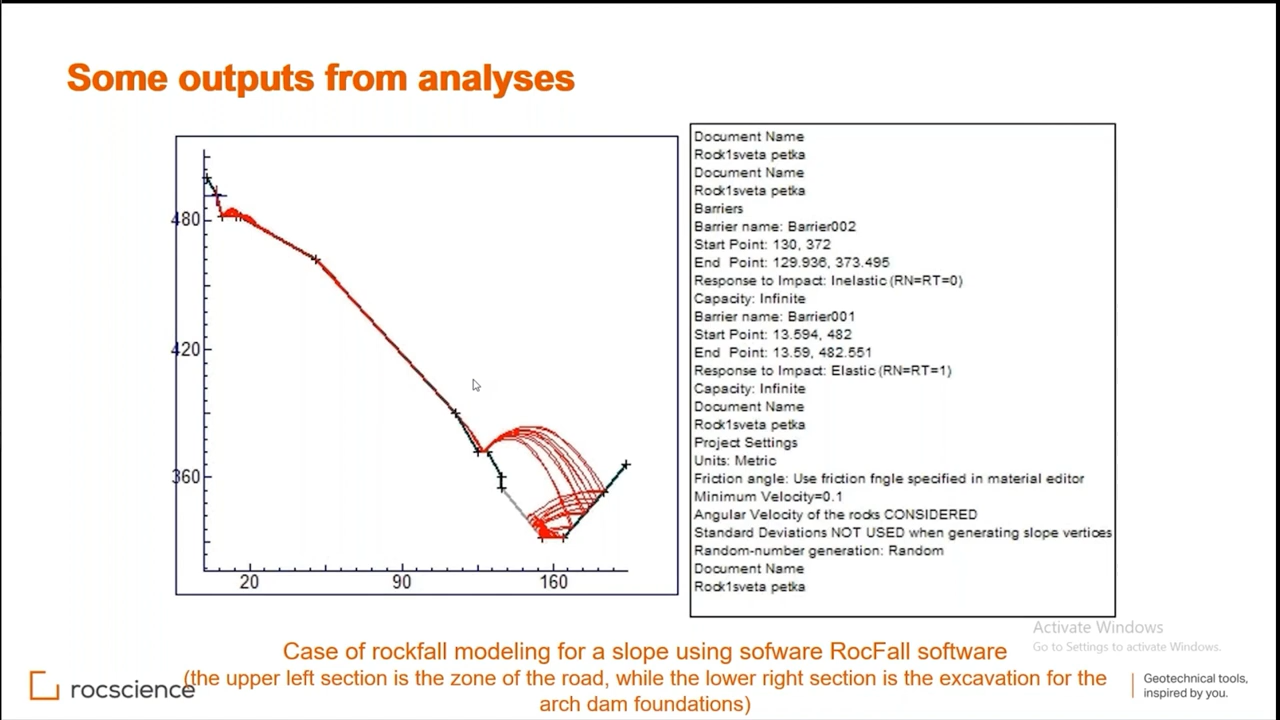 Some outputs from analyses
480
420
360
20
90
160
Document Name
Rock1sveta petka
Document Name
Rock1sveta petka
Barriers
Barrier name: Barrier002
Start Point: 130, 372
End Point: 129.936, 373.495
Response to Impact: Inelastic (RN=RT=0)
Capacity: Infinite
Barrier name: Barrier001
Start Point: 13.594, 482
End Point: 13.59, 482.551
Response to Impact: Elastic (RN=RT=1)
Capacity: Infinite
Document Name
Rock1sveta petka
Project Settings
Units: Metric
Friction angle: Use friction fngle specified in material editor
Minimum Velocity=0.1
Angular Velocity of the rocks CONSIDERED
Standard Deviations NOT USED when generating slope vertices
Random-number generation: Random
Document Name
Rock1sveta petka
Activate Windows
Go to Settings to activate Windows.
Case of rockfall modeling for a slope using sofware RocFall software
(the upper left section is the zone of the road, while the lower right section is the excavation for the
arch dam foundations)
rocscience
Geotechnical tools,
inspired by you.